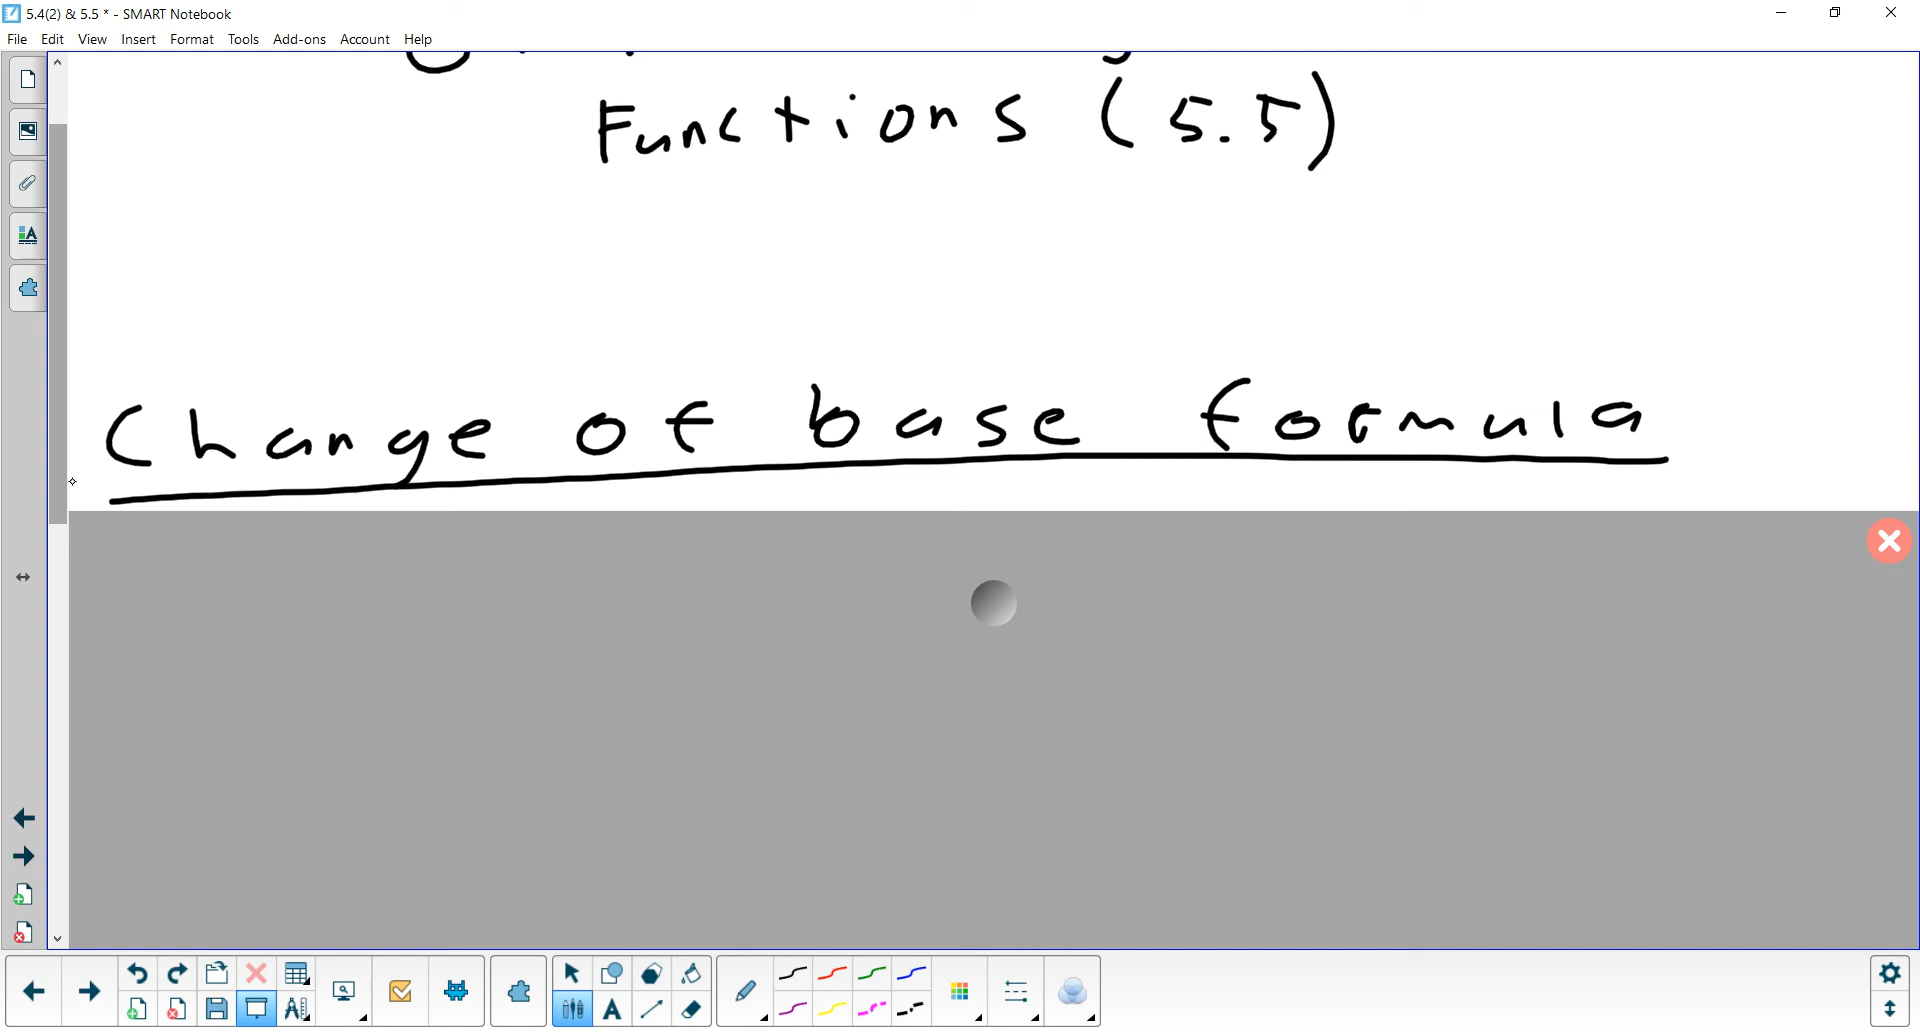 5.4(2) & 5.5 * - SMART Notebook
File Edit View Insert Format Tools Add-ons Account Help
Functions (5.5)
Change of base formula